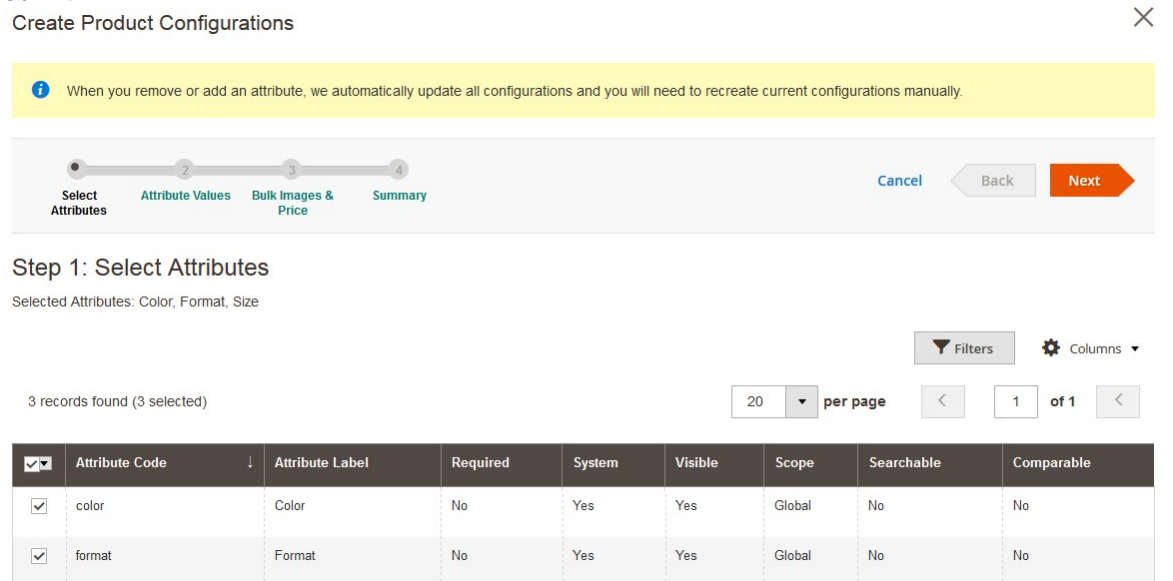 Create Product Configurations
When you remove or add an attribute, we automatically update all configurations and you will need to recreate current configurations manually.
2 3 4
Select Attributes Attribute Values Bulk Images & Price Summary
Cancel Back Next
Step 1: Select Attributes
Selected Attributes: Color, Format, Size
Filters Columns
3 records found (3 selected) 20 per page 1 of 1
Attribute Code ↓ Attribute Label Required System Visible Scope Searchable Comparable
color Color No Yes Yes Global No No
format Format No Yes Yes Global No No